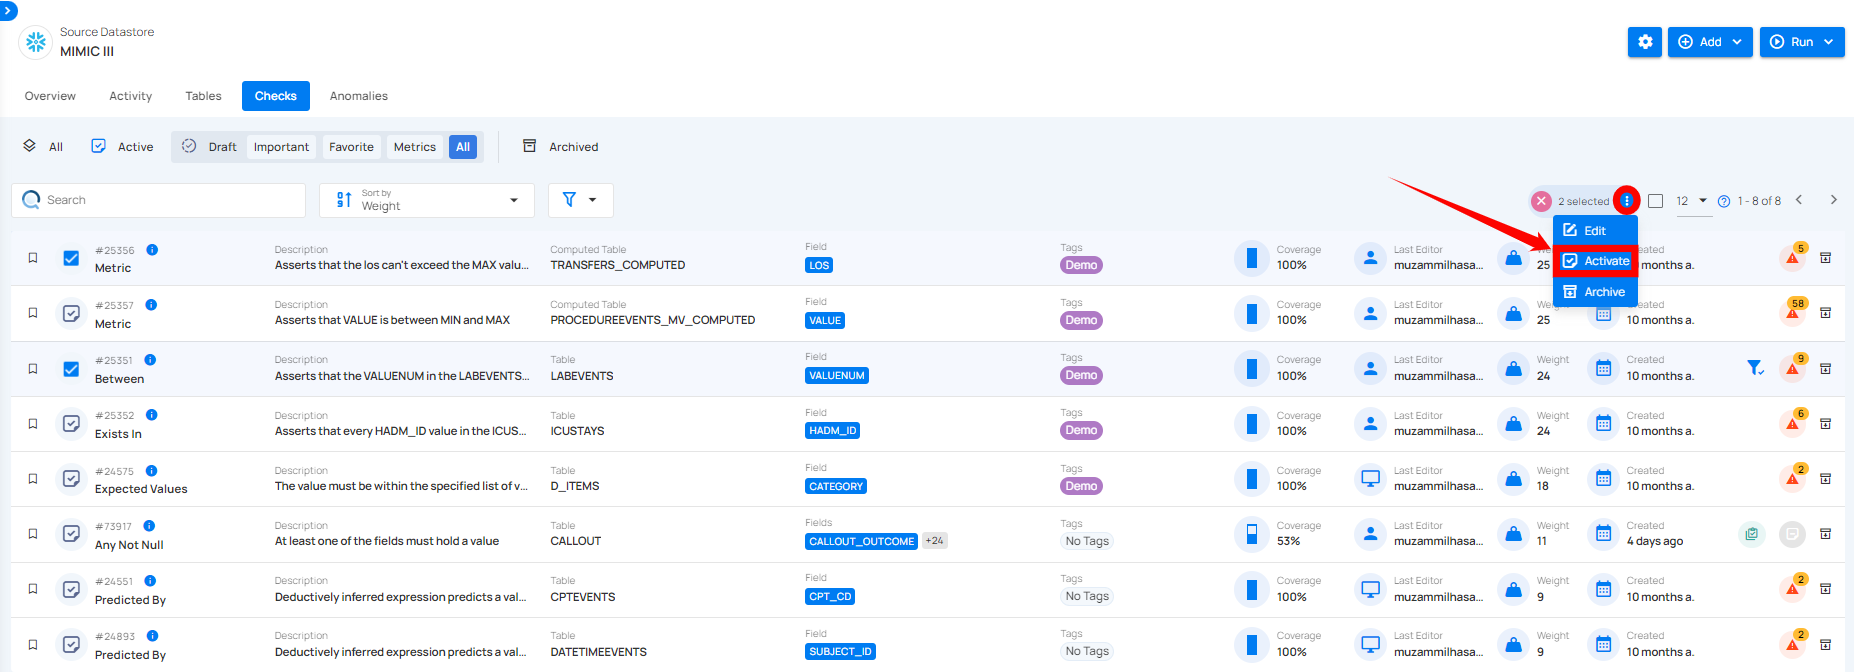 Source Datastore
MIMIC III
Add
Run
Overview Activity Tables Checks Anomalies
All Active Draft Important Favorite Metrics All Archived
Search
Sort by
Weight
2 selected
12
1 - 8 of 8
Edit
Activate
Archive
#25356
Metric
Description
Asserts that the los can't exceed the MAX valu...
Computed Table
TRANSFERS_COMPUTED
Field
LOS
Tags
Demo
Coverage
100%
Last Editor
muzammilhasa...
25
months a.
5
#25357
Metric
Description
Asserts that VALUE is between MIN and MAX
Computed Table
PROCEDUREEVENTS_MV_COMPUTED
Field
VALUE
Tags
Demo
Coverage
100%
Last Editor
muzammilhasa...
25
10 months a.
58
#25351
Between
Description
Asserts that the VALUENUM in the LABEVENTS...
Table
LABEVENTS
Field
VALUENUM
Tags
Demo
Coverage
100%
Last Editor
muzammilhasa...
Weight
24
Created
10 months a.
9
#25352
Exists In
Description
Asserts that every HADM_ID value in the ICUS...
Table
ICUSTAYS
Field
HADM_ID
Tags
Demo
Coverage
100%
Last Editor
muzammilhasa...
Weight
24
Created
10 months a.
6
#24575
Expected Values
Description
The value must be within the specified list of v...
Table
D_ITEMS
Field
CATEGORY
Tags
Demo
Coverage
100%
Last Editor
muzammilhasa...
Weight
18
Created
10 months a.
2
#73917
Any Not Null
Description
At least one of the fields must hold a value
Table
CALLOUT
Fields
CALLOUT_OUTCOME +24
Tags
No Tags
Coverage
53%
Last Editor
muzammilhasa...
Weight
11
Created
4 days ago
#24551
Predicted By
Description
Deductively inferred expression predicts a val...
Table
CPTEVENTS
Field
CPT_CD
Tags
No Tags
Coverage
100%
Last Editor
muzammilhasa...
Weight
9
Created
10 months a.
2
#24893
Predicted By
Description
Deductively inferred expression predicts a val...
Table
DATETIMEEVENTS
Field
SUBJECT_ID
Tags
No Tags
Coverage
100%
Last Editor
muzammilhasa...
Weight
9
Created
10 months a.
2